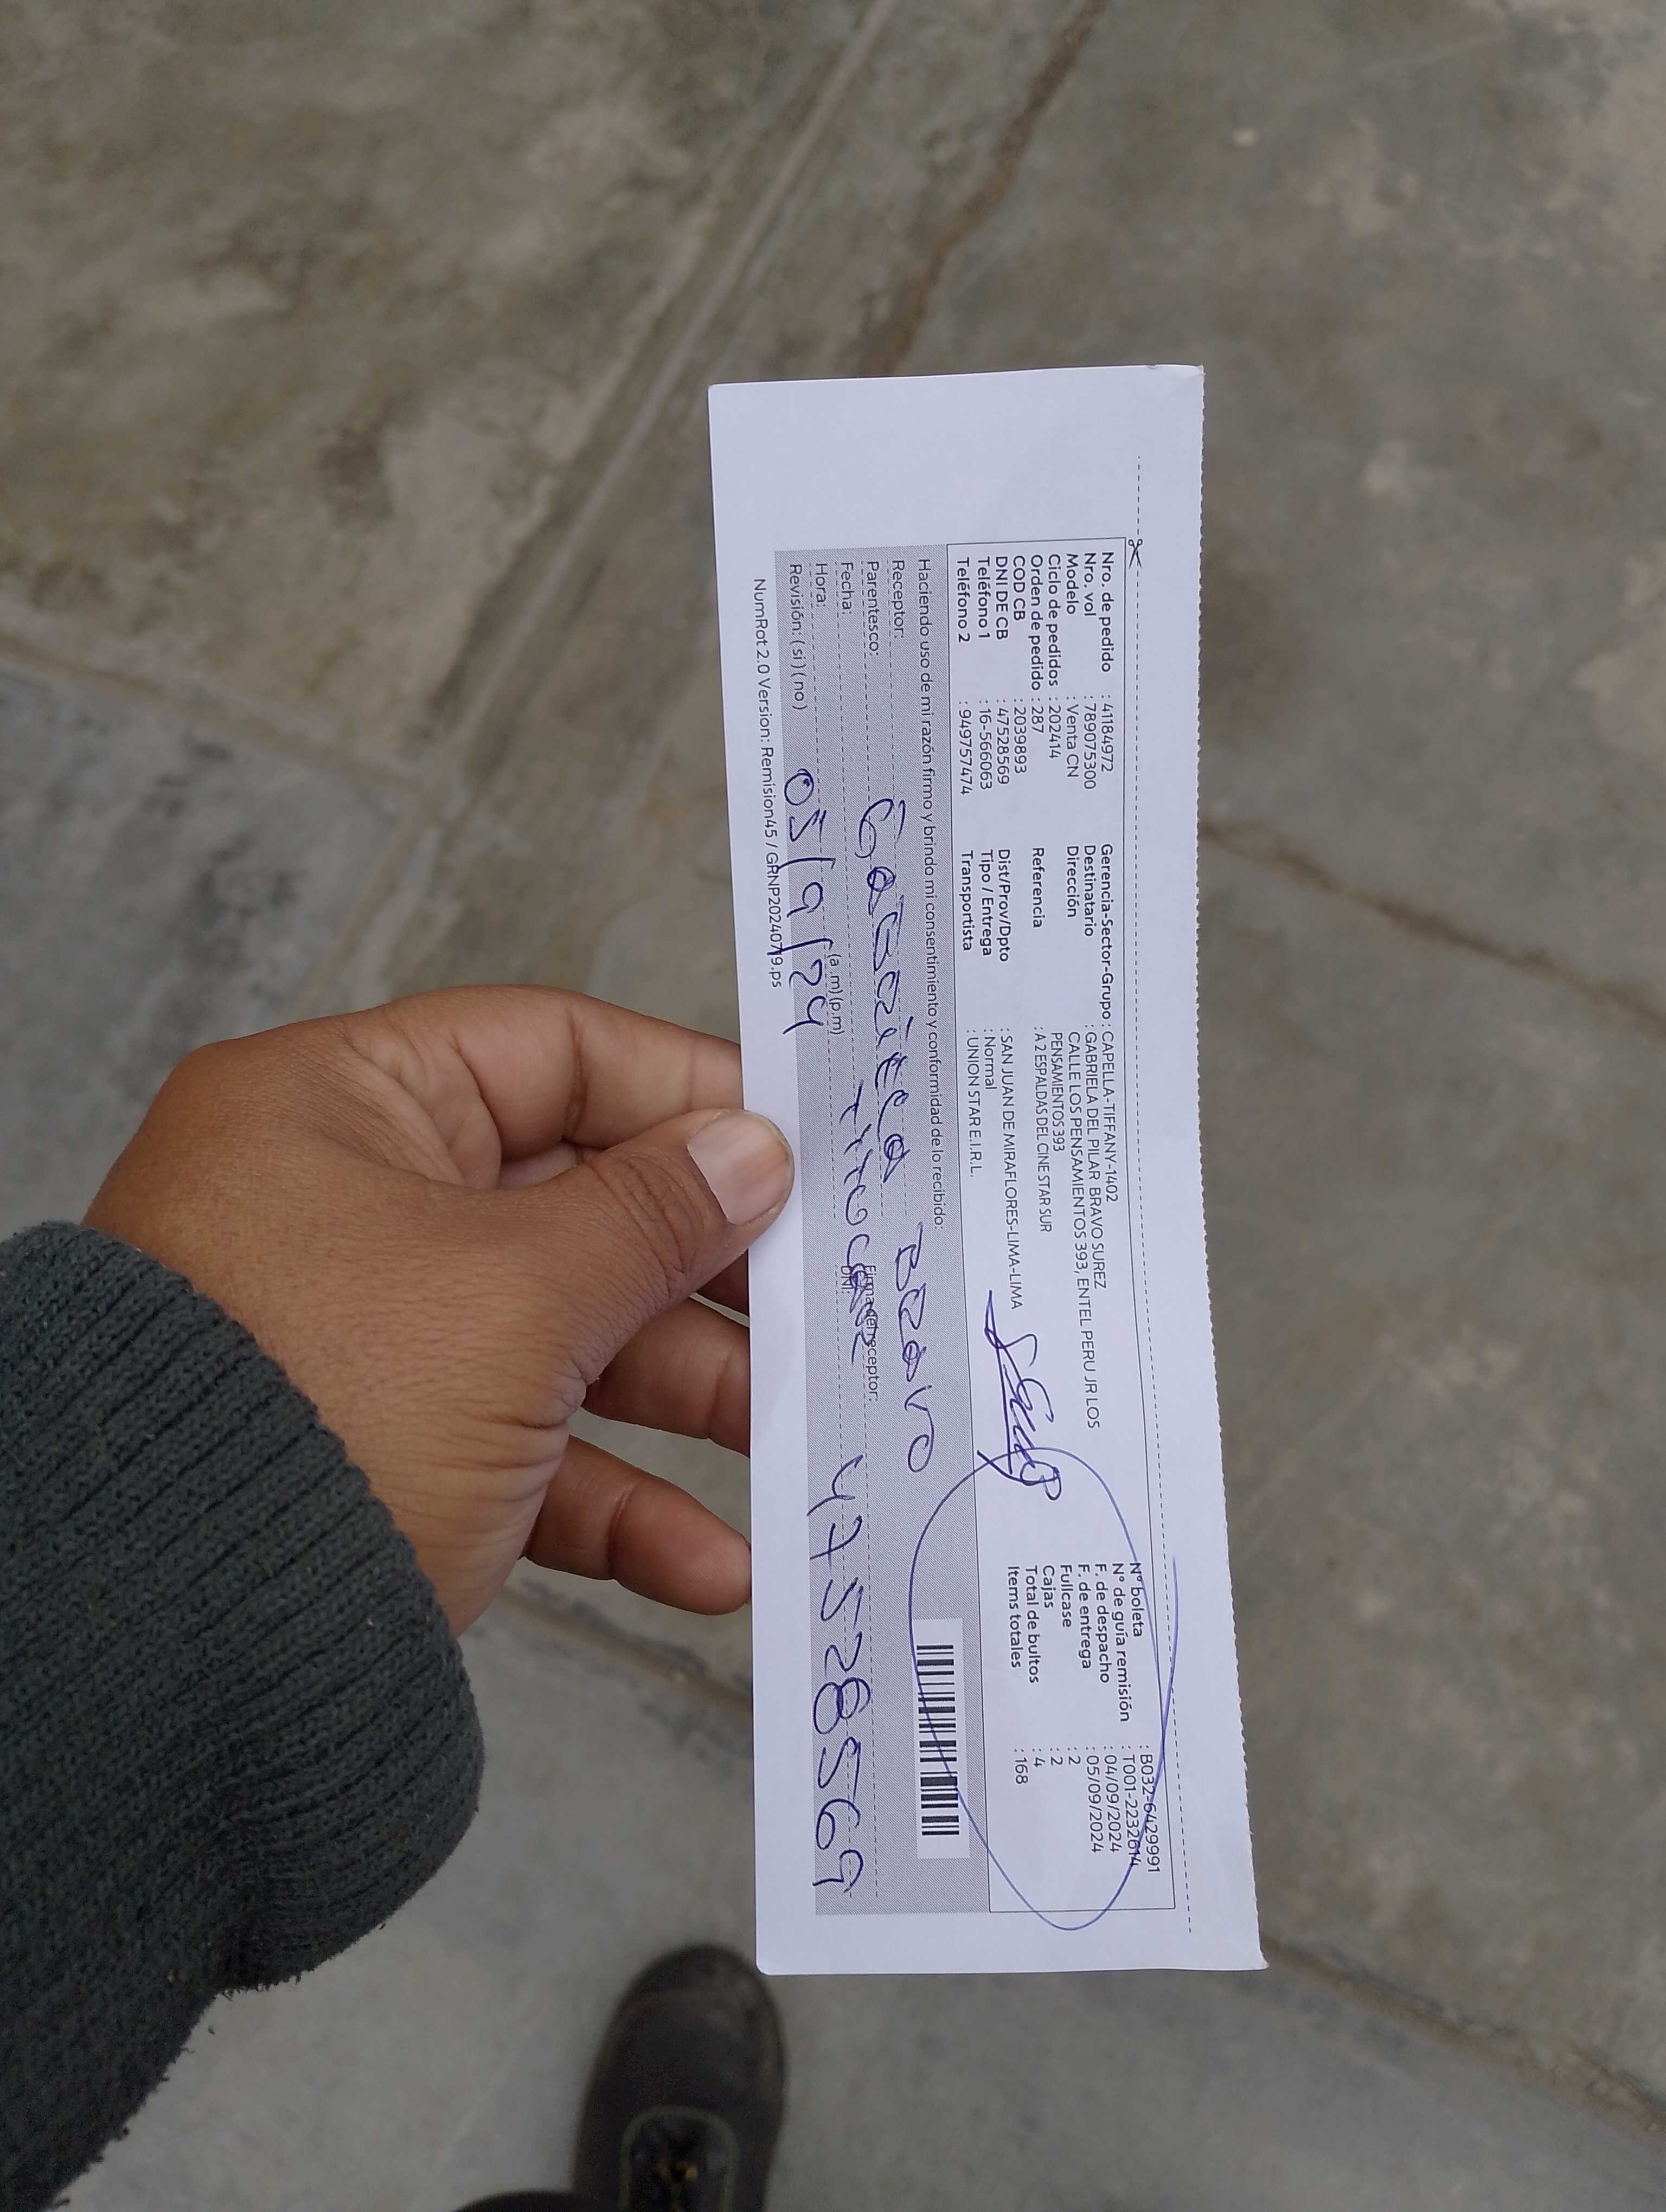 Nro. de pedido : 41184972
Nro. vol : 789075300
Modelo : Venta CN
Ciclo de pedidos : 202414
Orden de pedido : 287
COD CB : 2039893
DNI DE CB : 47528569
Teléfono 1 : 16-566063
Teléfono 2 : 949757474
Gerencia-Sector-Grupo : CAPELLA-TIFFANY-1402
Destinatario : GABRIELA DEL PILAR BRAVO SUREZ
Dirección CALLE LOS PENSAMIENTOS 393, ENTEL PERU JR LOS
PENSAMIENTOS 393
Referencia : A 2 ESPALDAS DEL CINE STAR SUR
Dist/Prov/Dpto : SAN JUAN DE MIRAFLORES-LIMA-LIMA
Tipo / Entrega : Normal
Transportista : UNION STAR E.I.R.L.
N° boleta : B032-6429991
N° de guía remisión : T001-2232614
F. de despacho : 04/09/2024
F. de entrega : 05/09/2024
Fullcase : 2
Cajas : 2
Total de bultos : 4
Items totales : 168
Haciendo uso de mi razón firmo y brindo mi consentimiento y conformidad de lo recibido:
Receptor: Gabriela Bravo
Parentesco: Titular
Firma del receptor:
Fecha:
DNI: 47528569
Hora: (a.m)(p.m)
Revisión: ( si ) ( no ) 05/9/24
NumRot 2.0 Version: Remision45 / GRNP20240719.ps